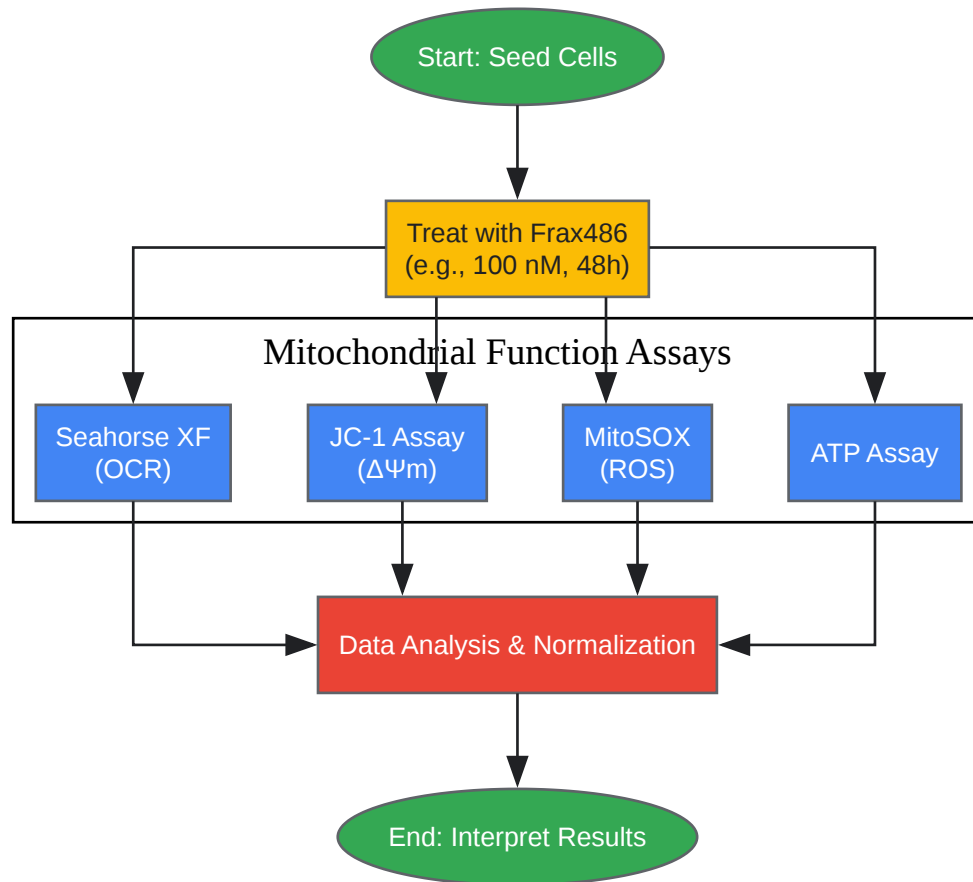 Start: Seed Cells
Treat with Frax486
(e.g., 100 nM, 48h)
Mitochondrial Function Assays
Seahorse XF
(OCR)
JC-1 Assay
(ΔΨm)
MitoSOX
(ROS)
ATP Assay
Data Analysis & Normalization
End: Interpret Results